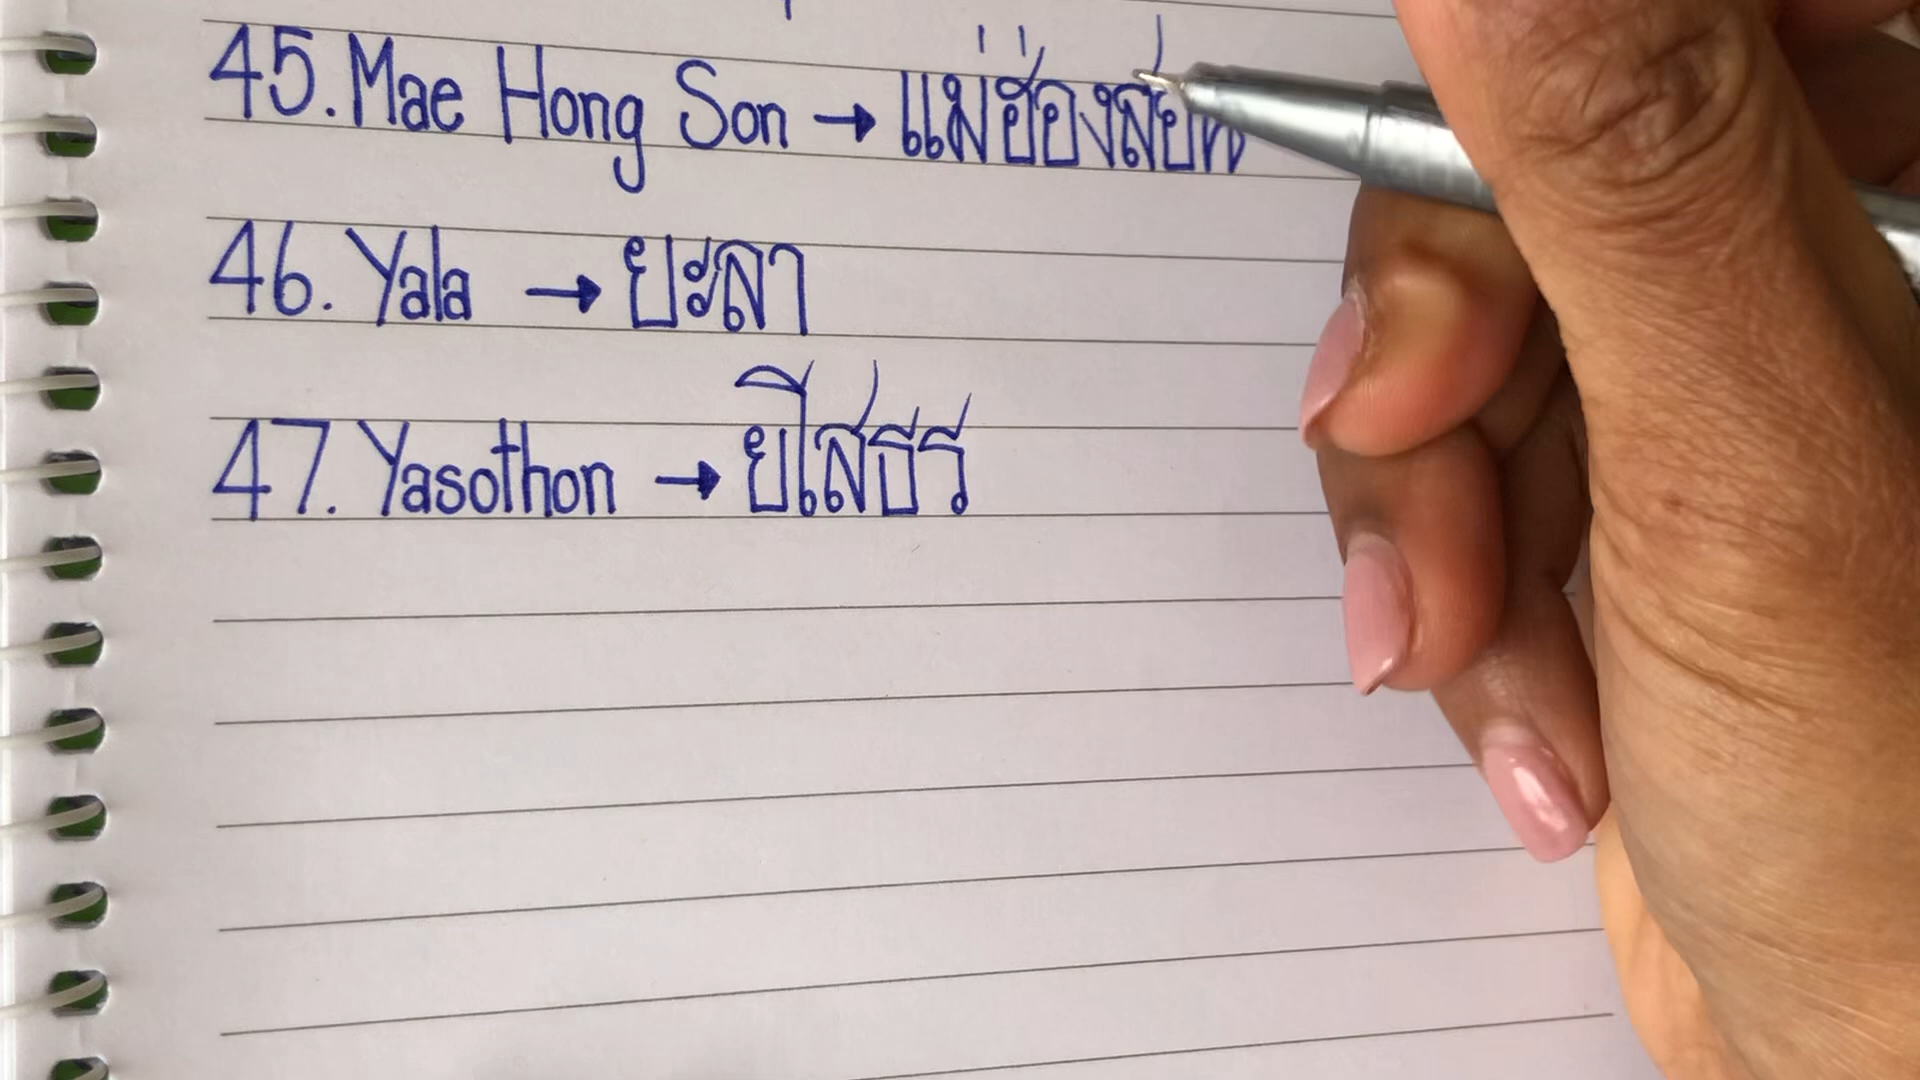 45. Mae Hong Son → แม่ฮ่องสอน
46. Yala → ยะลา
47. Yasothon → ยโสธร